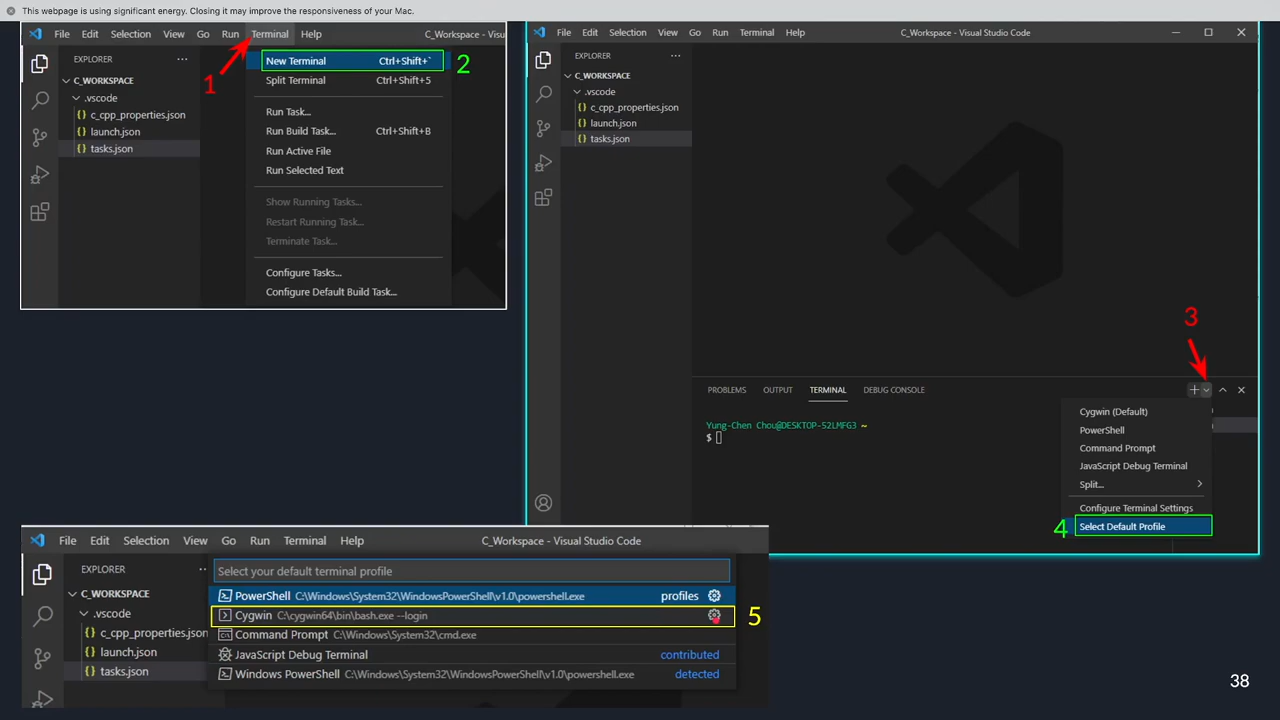 This webpage is using significant energy. Closing it may improve the responsiveness of your Mac.
File Edit Selection View Go Run Terminal Help C_Workspace - Visu
EXPLORER ...
C_WORKSPACE
.vscode
{} c_cpp_properties.json
{} launch.json
{} tasks.json
1
New Terminal Ctrl+Shift+`
2
Split Terminal Ctrl+Shift+5
Run Task...
Run Build Task... Ctrl+Shift+B
Run Active File
Run Selected Text
Show Running Tasks...
Restart Running Task...
Terminate Task...
Configure Tasks...
Configure Default Build Task...
File Edit Selection View Go Run Terminal Help C_Workspace - Visual Studio Code
EXPLORER ...
C_WORKSPACE
.vscode
{} c_cpp_properties.json
{} launch.json
{} tasks.json
3
PROBLEMS OUTPUT TERMINAL DEBUG CONSOLE
Yung-Chen Chou@DESKTOP-52LMFG3 ~
$
Cygwin (Default)
PowerShell
Command Prompt
JavaScript Debug Terminal
Split...
Configure Terminal Settings
4 Select Default Profile
File Edit Selection View Go Run Terminal Help C_Workspace - Visual Studio Code
EXPLORER
C_WORKSPACE
.vscode
{} c_cpp_properties.json
{} launch.json
{} tasks.json
Select your default terminal profile
PowerShell C:\Windows\System32\WindowsPowerShell\v1.0\powershell.exe profiles
Cygwin C:\cygwin64\bin\bash.exe --login
5
Command Prompt C:\Windows\System32\cmd.exe
JavaScript Debug Terminal contributed
Windows PowerShell C:\Windows\System32\WindowsPowerShell\v1.0\powershell.exe detected
38